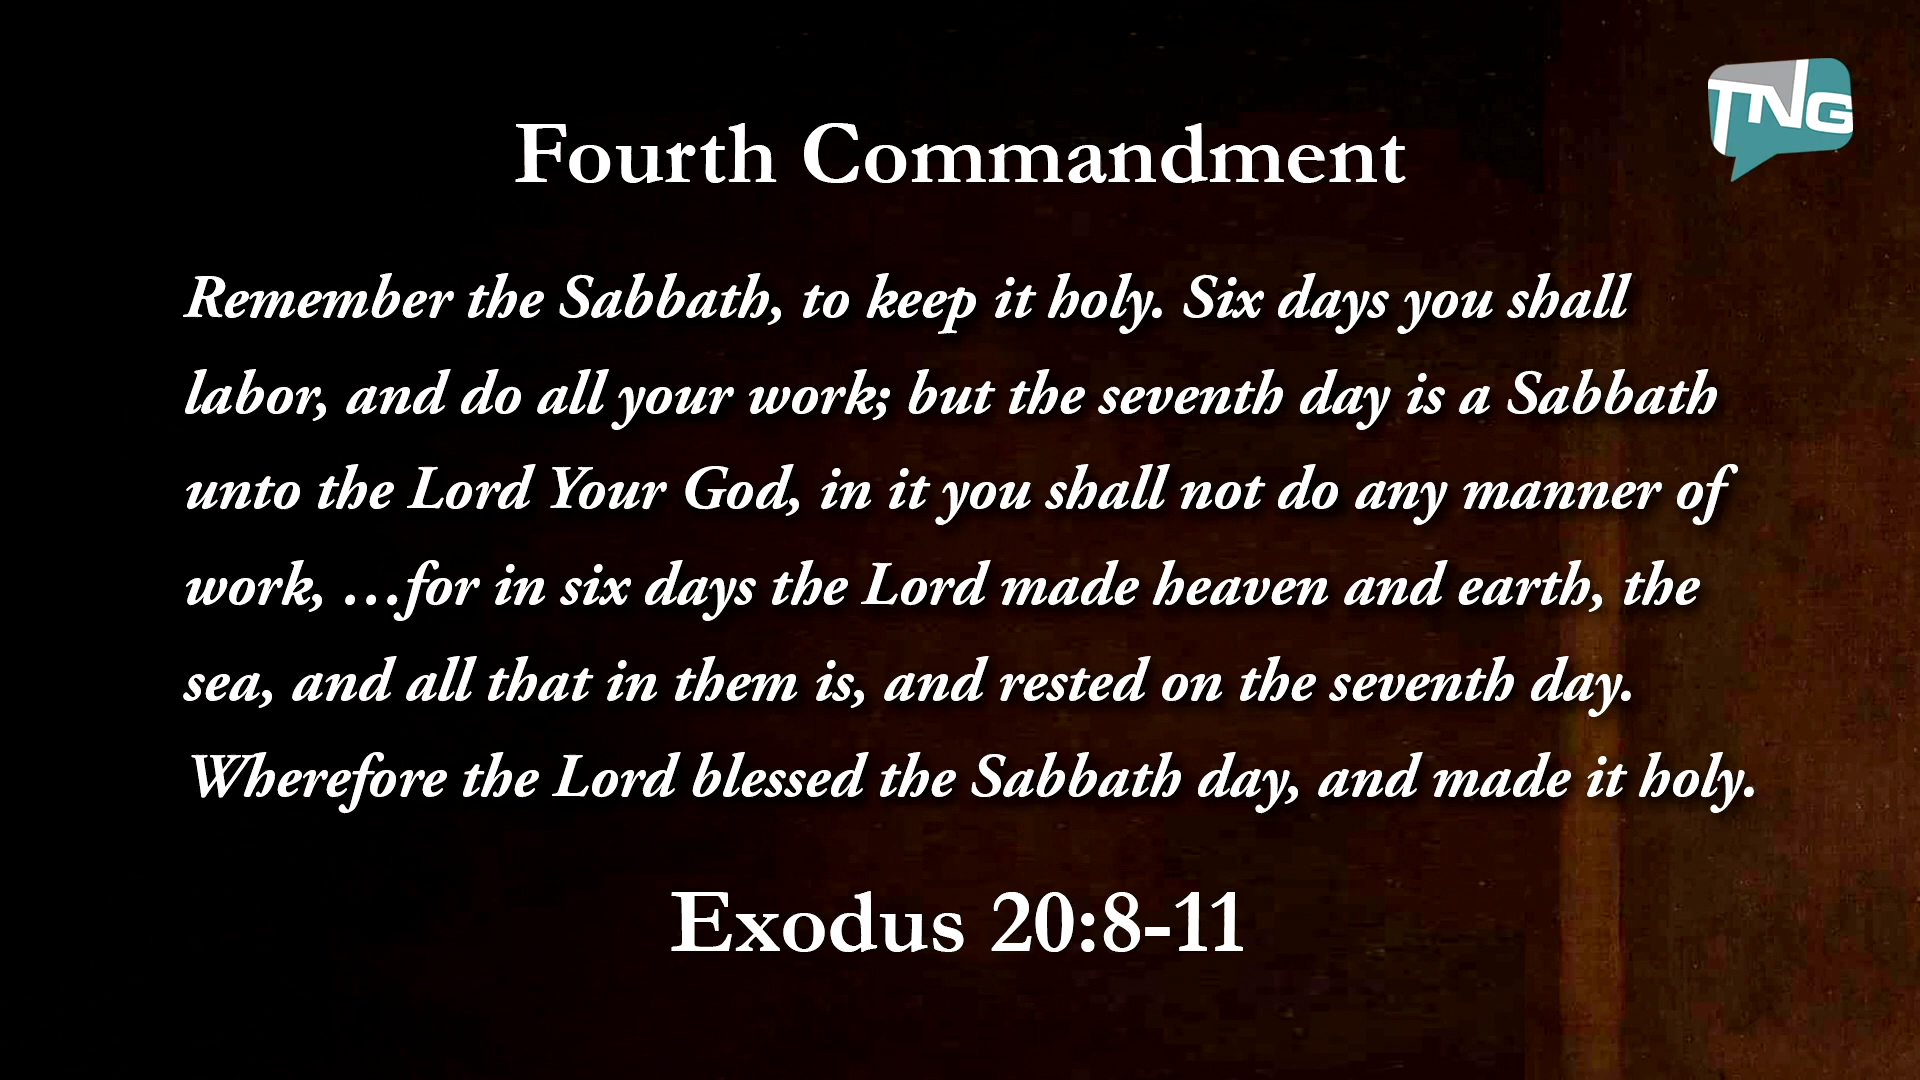 TNG
Fourth Commandment
Remember the Sabbath, to keep it holy. Six days you shall
labor, and do all your work; but the seventh day is a Sabbath
unto the Lord Your God, in it you shall not do any manner of
work, …for in six days the Lord made heaven and earth, the
sea, and all that in them is, and rested on the seventh day.
Wherefore the Lord blessed the Sabbath day, and made it holy.
Exodus 20:8-11